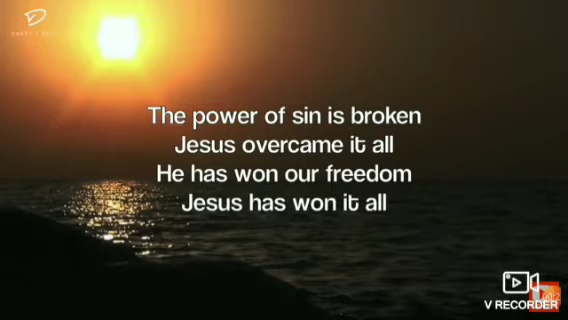 The power of sin is broken
Jesus overcame it all
He has won our freedom
Jesus has won it all
V RECORDER